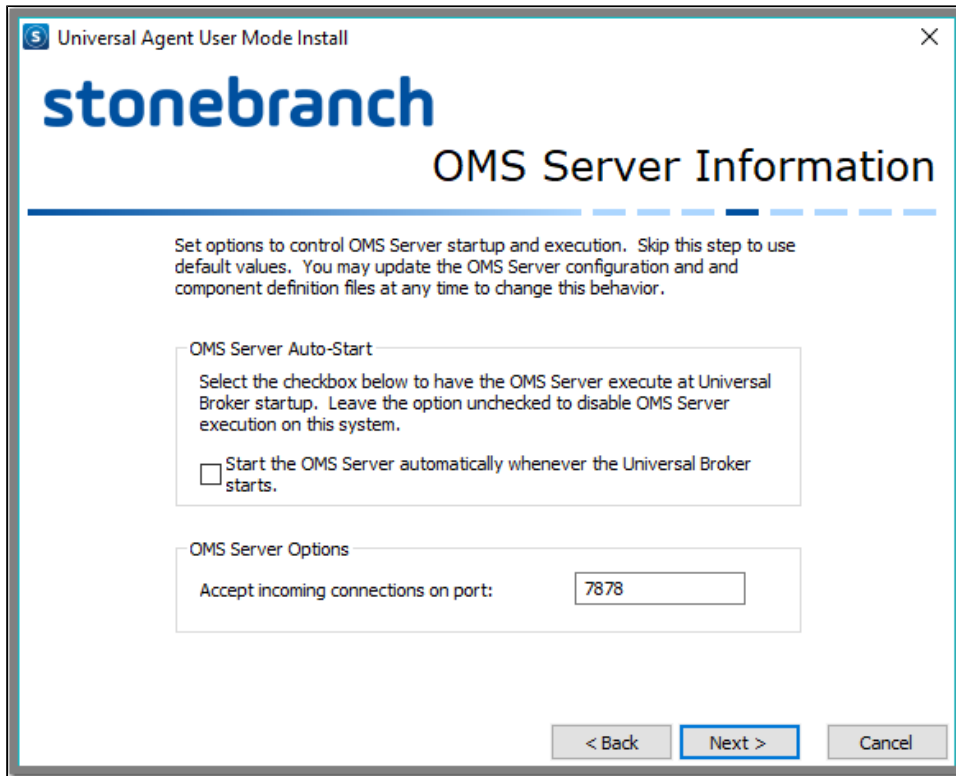 S Universal Agent User Mode Install
stonebranch
OMS Server Information
Set options to control OMS Server startup and execution. Skip this step to use
default values. You may update the OMS Server configuration and and
component definition files at any time to change this behavior.
OMS Server Auto-Start
Select the checkbox below to have the OMS Server execute at Universal
Broker startup. Leave the option unchecked to disable OMS Server
execution on this system.
Start the OMS Server automatically whenever the Universal Broker
starts.
OMS Server Options
Accept incoming connections on port: 7878
< Back Next > Cancel